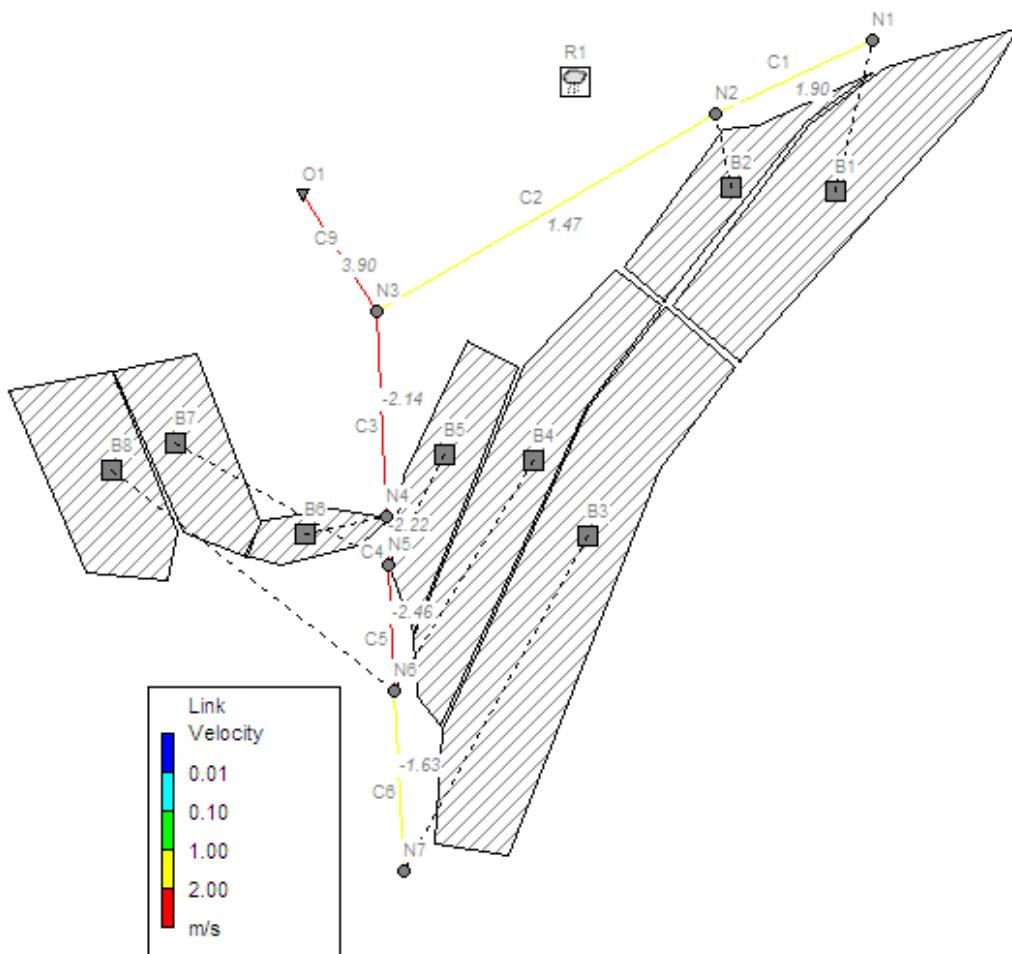 N1
R1
C1
1.90
N2
B2
B1
O1
C2
1.47
C9
3.90
N3
-2.14
C3
B7
B8
B5
B4
B6
N4
-2.22
N5
C4
B3
-2.46
C5
N6
-1.63
C6
N7
Link
Velocity
0.01
0.10
1.00
2.00
m/s